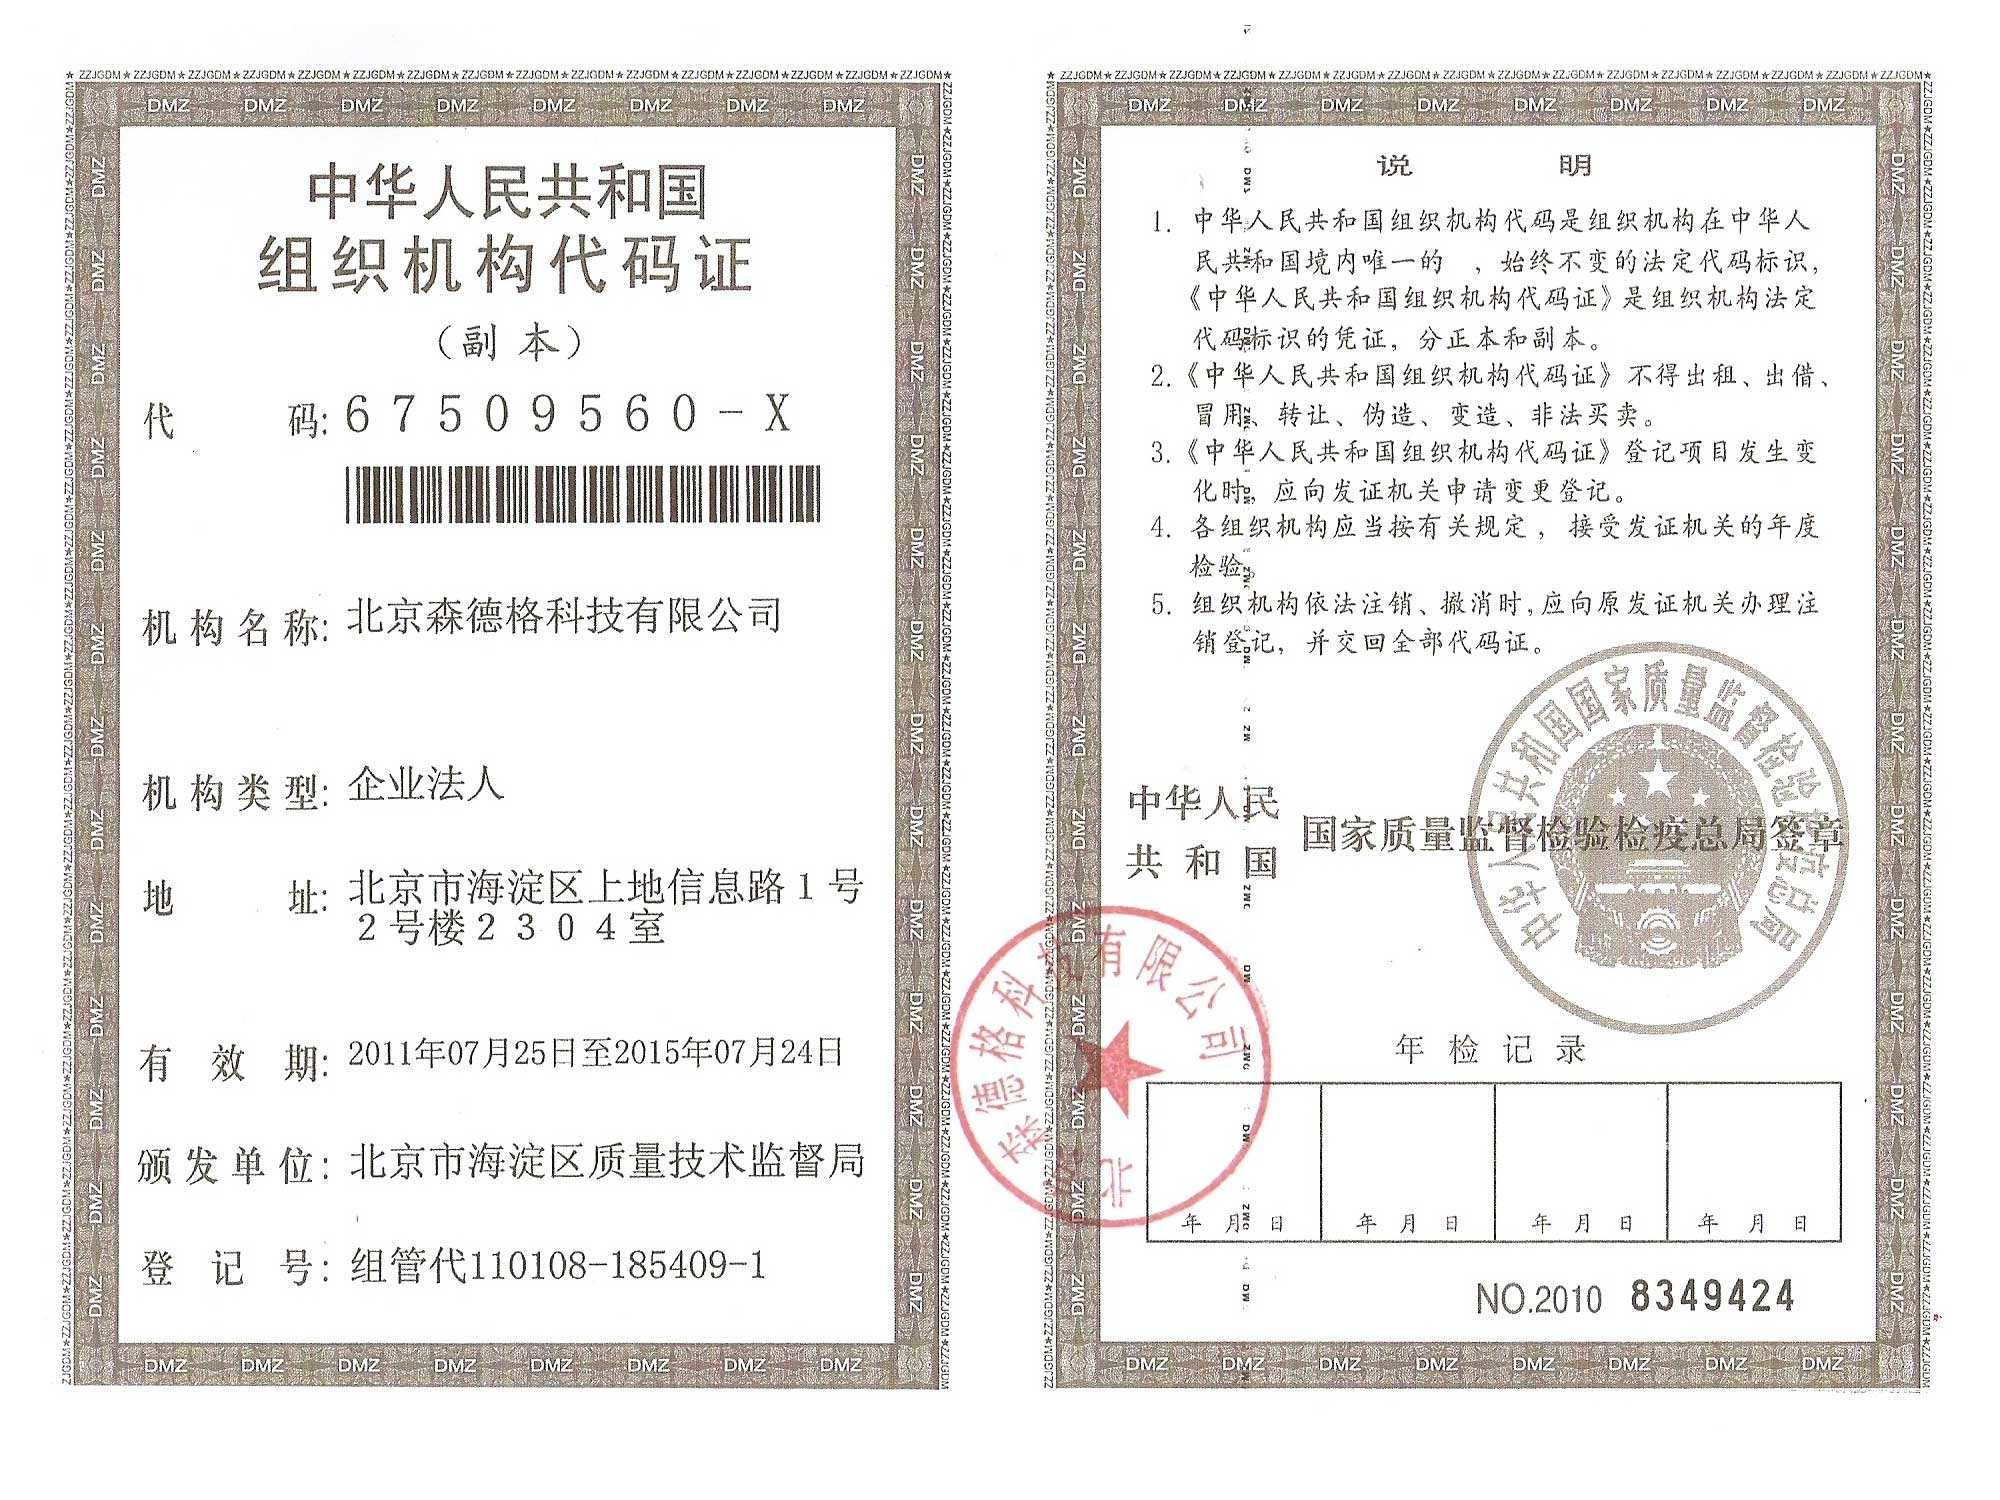 中华人民共和国
组织机构代码证
（副 本）
代 码: 67509560-X
机构名称: 北京森德格科技有限公司
机构类型: 企业法人
地 址: 北京市海淀区上地信息路1号
2号楼2304室
有 效 期: 2011年07月25日至2015年07月24日
颁发单位: 北京市海淀区质量技术监督局
登 记 号: 组管代110108-185409-1
说 明
1. 中华人民共和国组织机构代码是组织机构在中华人
民共和国境内唯一的 ，始终不变的法定代码标识，
《中华人民共和国组织机构代码证》是组织机构法定
代码标识的凭证，分正本和副本。
2.《中华人民共和国组织机构代码证》不得出租、出借、
冒用、转让、伪造、变造、非法买卖。
3.《中华人民共和国组织机构代码证》登记项目发生变
化时，应向发证机关申请变更登记。
4. 各组织机构应当按有关规定，接受发证机关的年度
检验。
5. 组织机构依法注销、撤消时,应向原发证机关办理注
销登记，并交回全部代码证。
中华人民
共和国 国家质量监督检验检疫总局签章
中华人民共和国国家质量监督检验检疫总局
北京森德格科技有限公司
年检记录
年 月 日 年 月 日 年 月 日 年 月 日
NO.2010 8349424